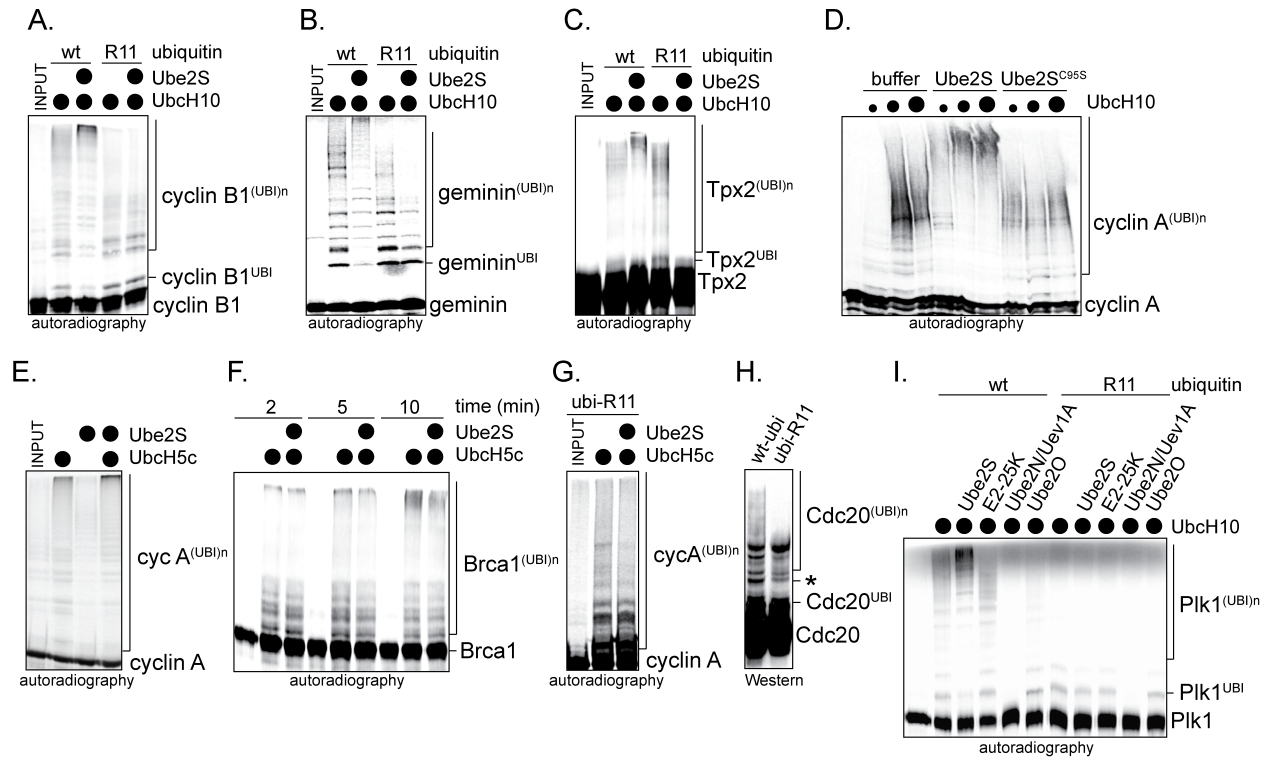 A.
wt R11 ubiquitin
INPUT
Ube2S
UbcH10
cyclin B1(UBI)n
cyclin B1UBI
cyclin B1
autoradiography
B.
wt R11 ubiquitin
INPUT
Ube2S
UbcH10
geminin(UBI)n
gemininUBI
geminin
autoradiography
C.
wt R11 ubiquitin
INPUT
Ube2S
UbcH10
Tpx2(UBI)n
Tpx2UBI
Tpx2
autoradiography
D.
buffer Ube2S Ube2SC95S
UbcH10
cyclin A(UBI)n
cyclin A
autoradiography
E.
INPUT
Ube2S
UbcH5c
cyc A(UBI)n
cyclin A
autoradiography
F.
2 5 10 time (min)
Ube2S
UbcH5c
Brca1(UBI)n
Brca1
autoradiography
G.
ubi-R11
INPUT
Ube2S
UbcH5c
cycA(UBI)n
cyclin A
autoradiography
H.
wt-ubi
ubi-R11
Cdc20(UBI)n
*
Cdc20UBI
Cdc20
Western
I.
wt R11 ubiquitin
Ube2S
E2-25K
Ube2N/Uev1A
Ube2O
Ube2S
E2-25K
Ube2N/Uev1A
Ube2O
UbcH10
Plk1(UBI)n
Plk1UBI
Plk1
autoradiography